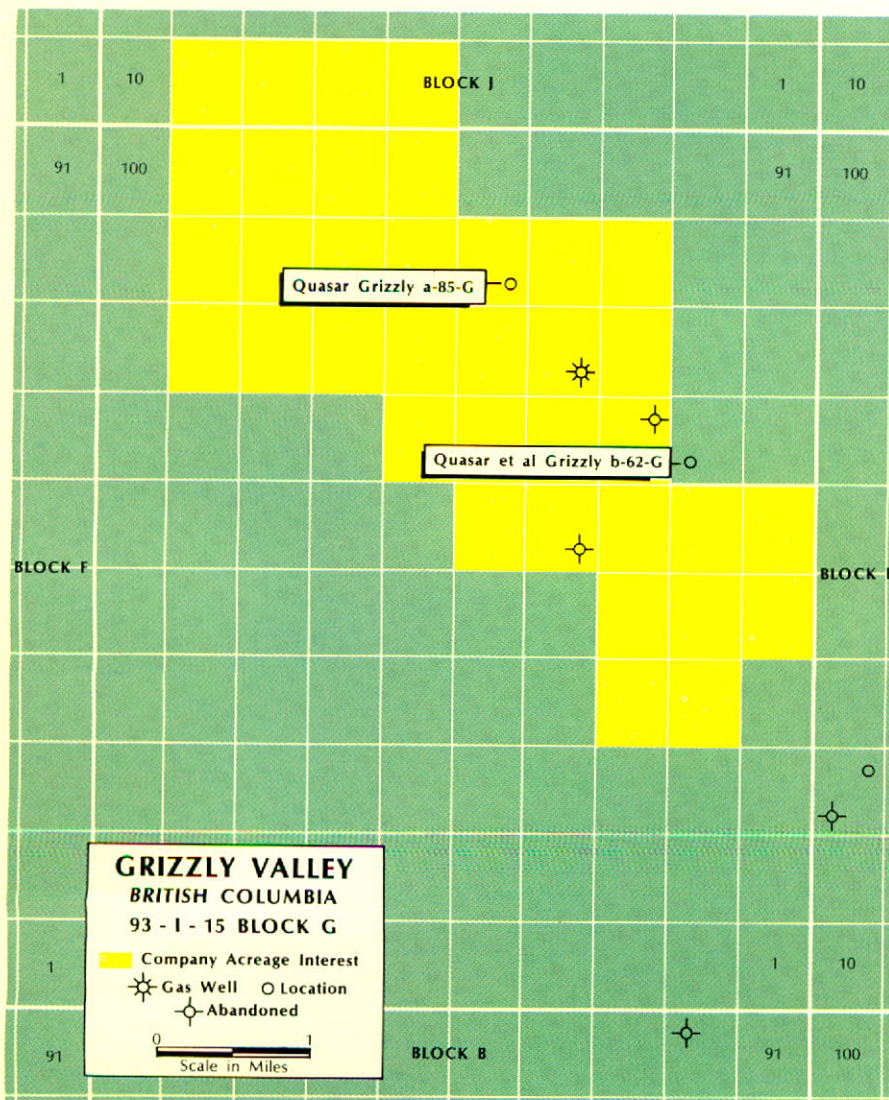 BLOCK J
1 10 1 10
91 100 91 100
Quasar Grizzly a-85-G
Quasar et al Grizzly b-62-G
BLOCK F
BLOCK
GRIZZLY VALLEY
BRITISH COLUMBIA
93 - I - 15 BLOCK G
Company Acreage Interest
Gas Well Location
Abandoned
0 1
Scale in Miles
1 1 10
91 BLOCK B 91 100